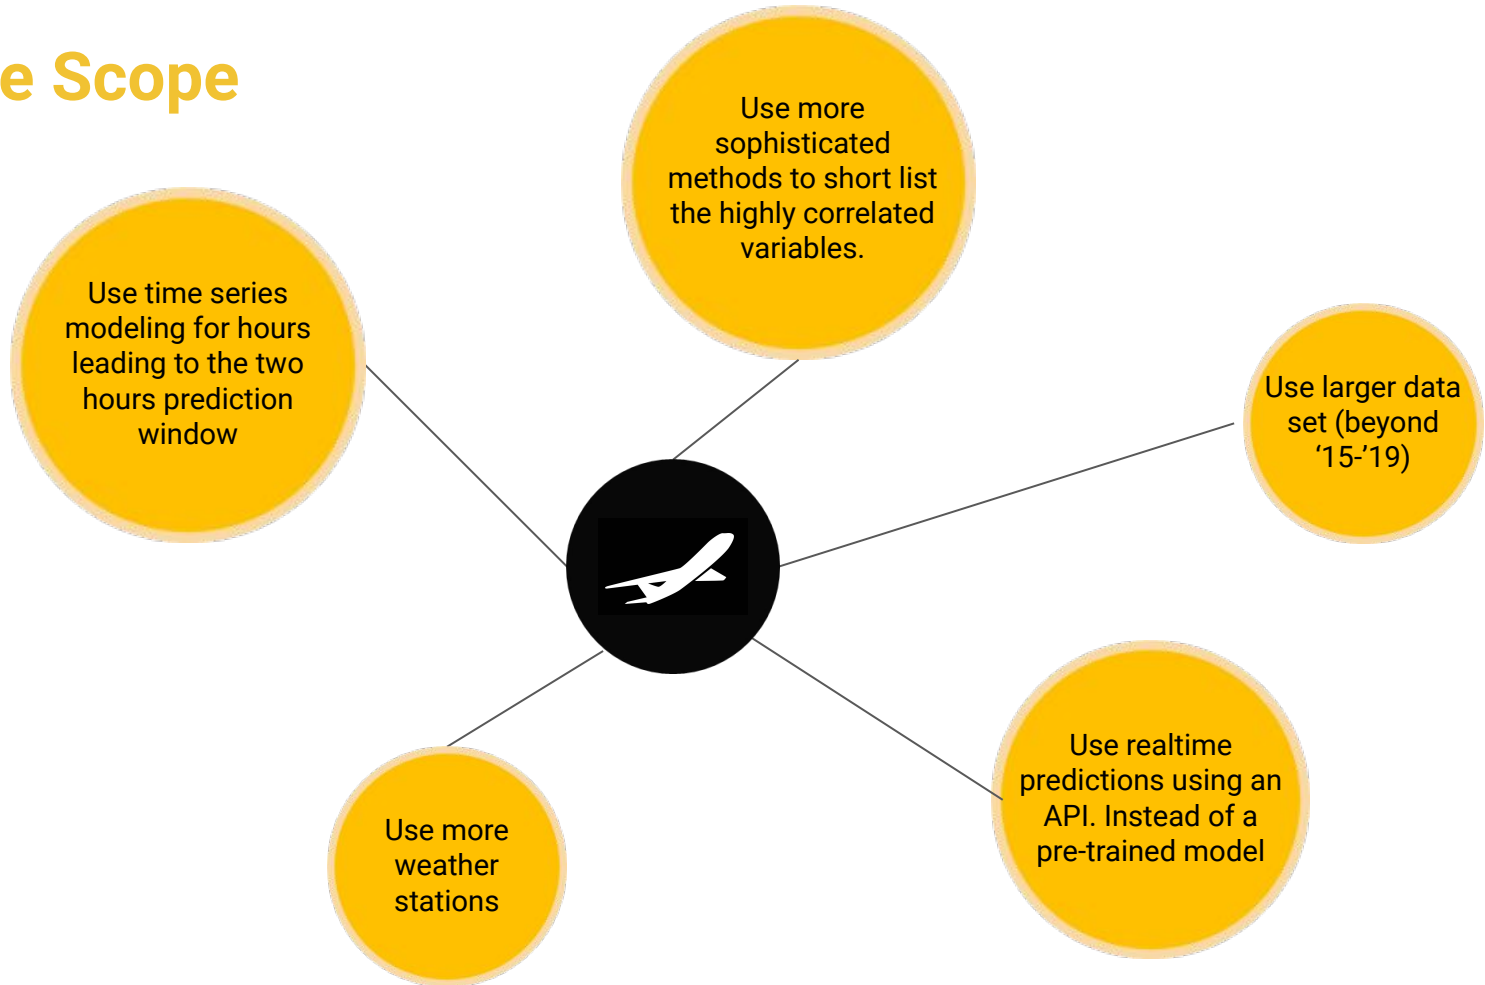 e Scope
Use more
sophisticated
methods to short list
the highly correlated
variables.
Use time series
modeling for hours
leading to the two
hours prediction
window
Use larger data
set (beyond
‘15-’19)
Use realtime
predictions using an
API. Instead of a
pre-trained model
Use more
weather
stations